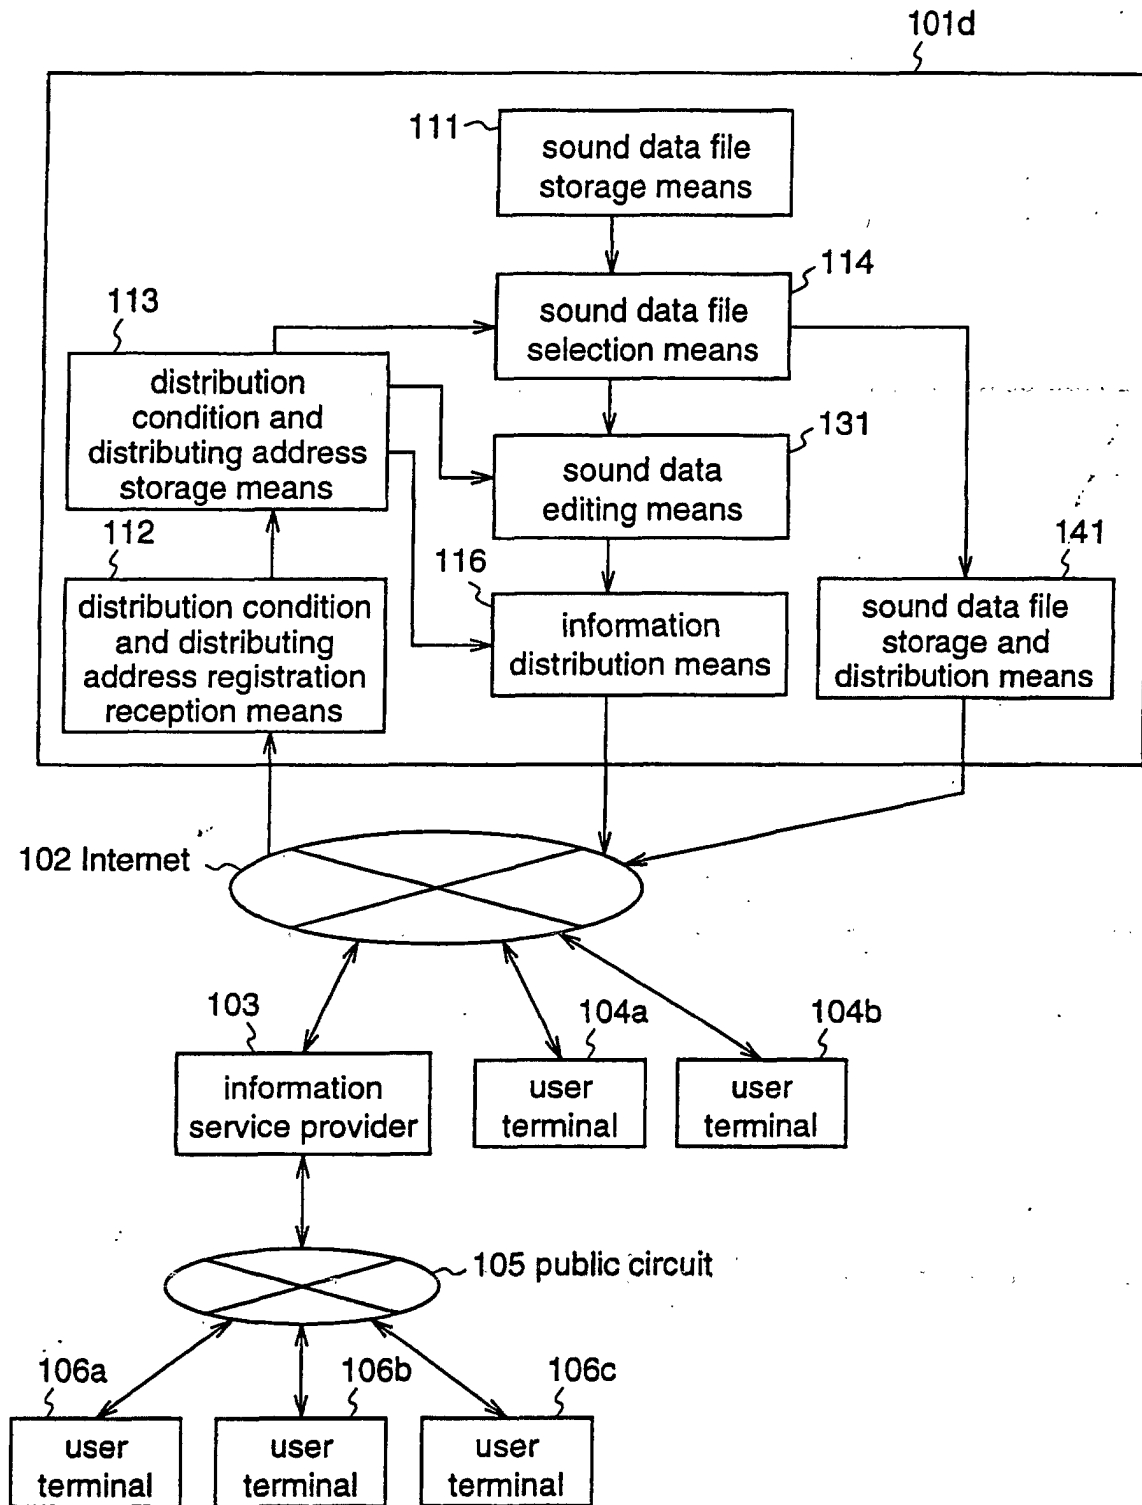 101d
111
sound data file
storage means
114
113
sound data file
selection means
distribution
condition and
distributing address
storage means
131
sound data
editing means
112
116
141
distribution condition
and distributing
address registration
reception means
information
distribution means
sound data file
storage and
distribution means
102 Internet
103
104a
104b
information
service provider
user
terminal
user
terminal
105 public circuit
106a
106b
106c
user
terminal
user
terminal
user
terminal